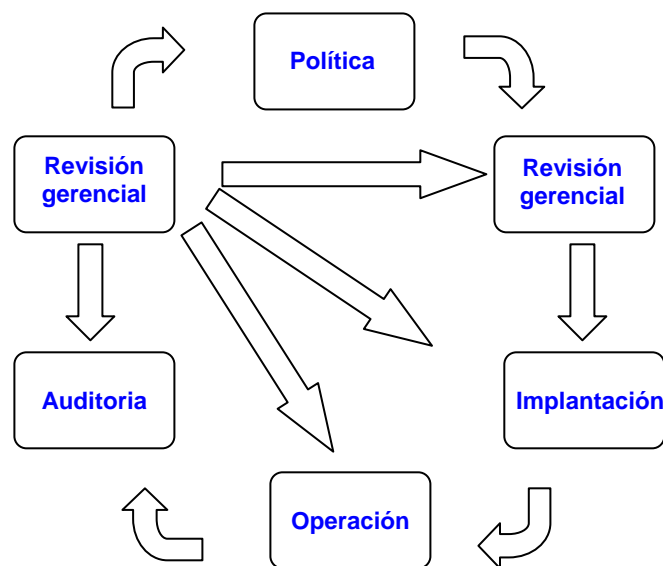 Política
Revisión
gerencial
Revisión
gerencial
Auditoria
Implantación
Operación